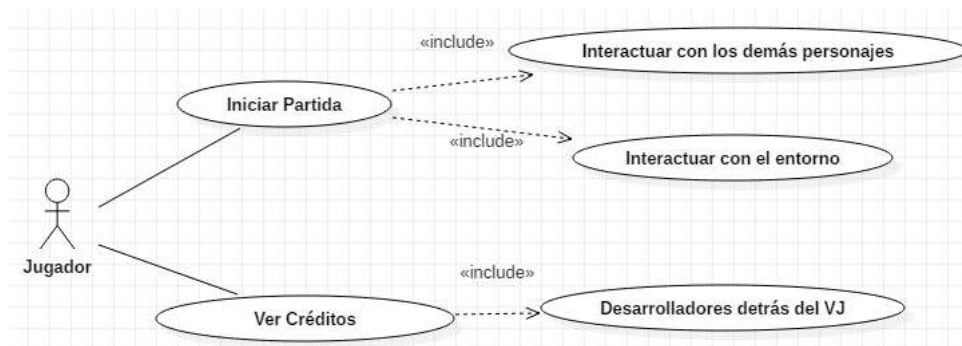 «include»
Interactuar con los demás personajes
Iniciar Partida
«include»
Interactuar con el entorno
Jugador
«include»
Ver Créditos
Desarrolladores detrás del VJ